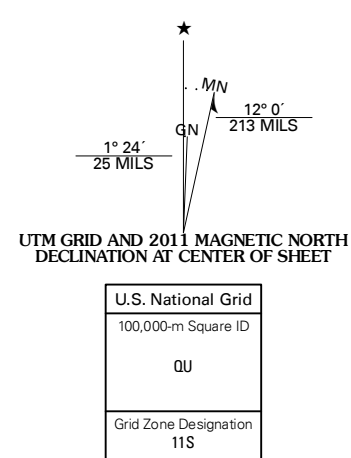 ★
. . MN
12° 0´
213 MILS
GN
1° 24´
25 MILS
UTM GRID AND 2011 MAGNETIC NORTH
DECLINATION AT CENTER OF SHEET
U.S. National Grid
100,000-m Square ID
QU
Grid Zone Designation
11S